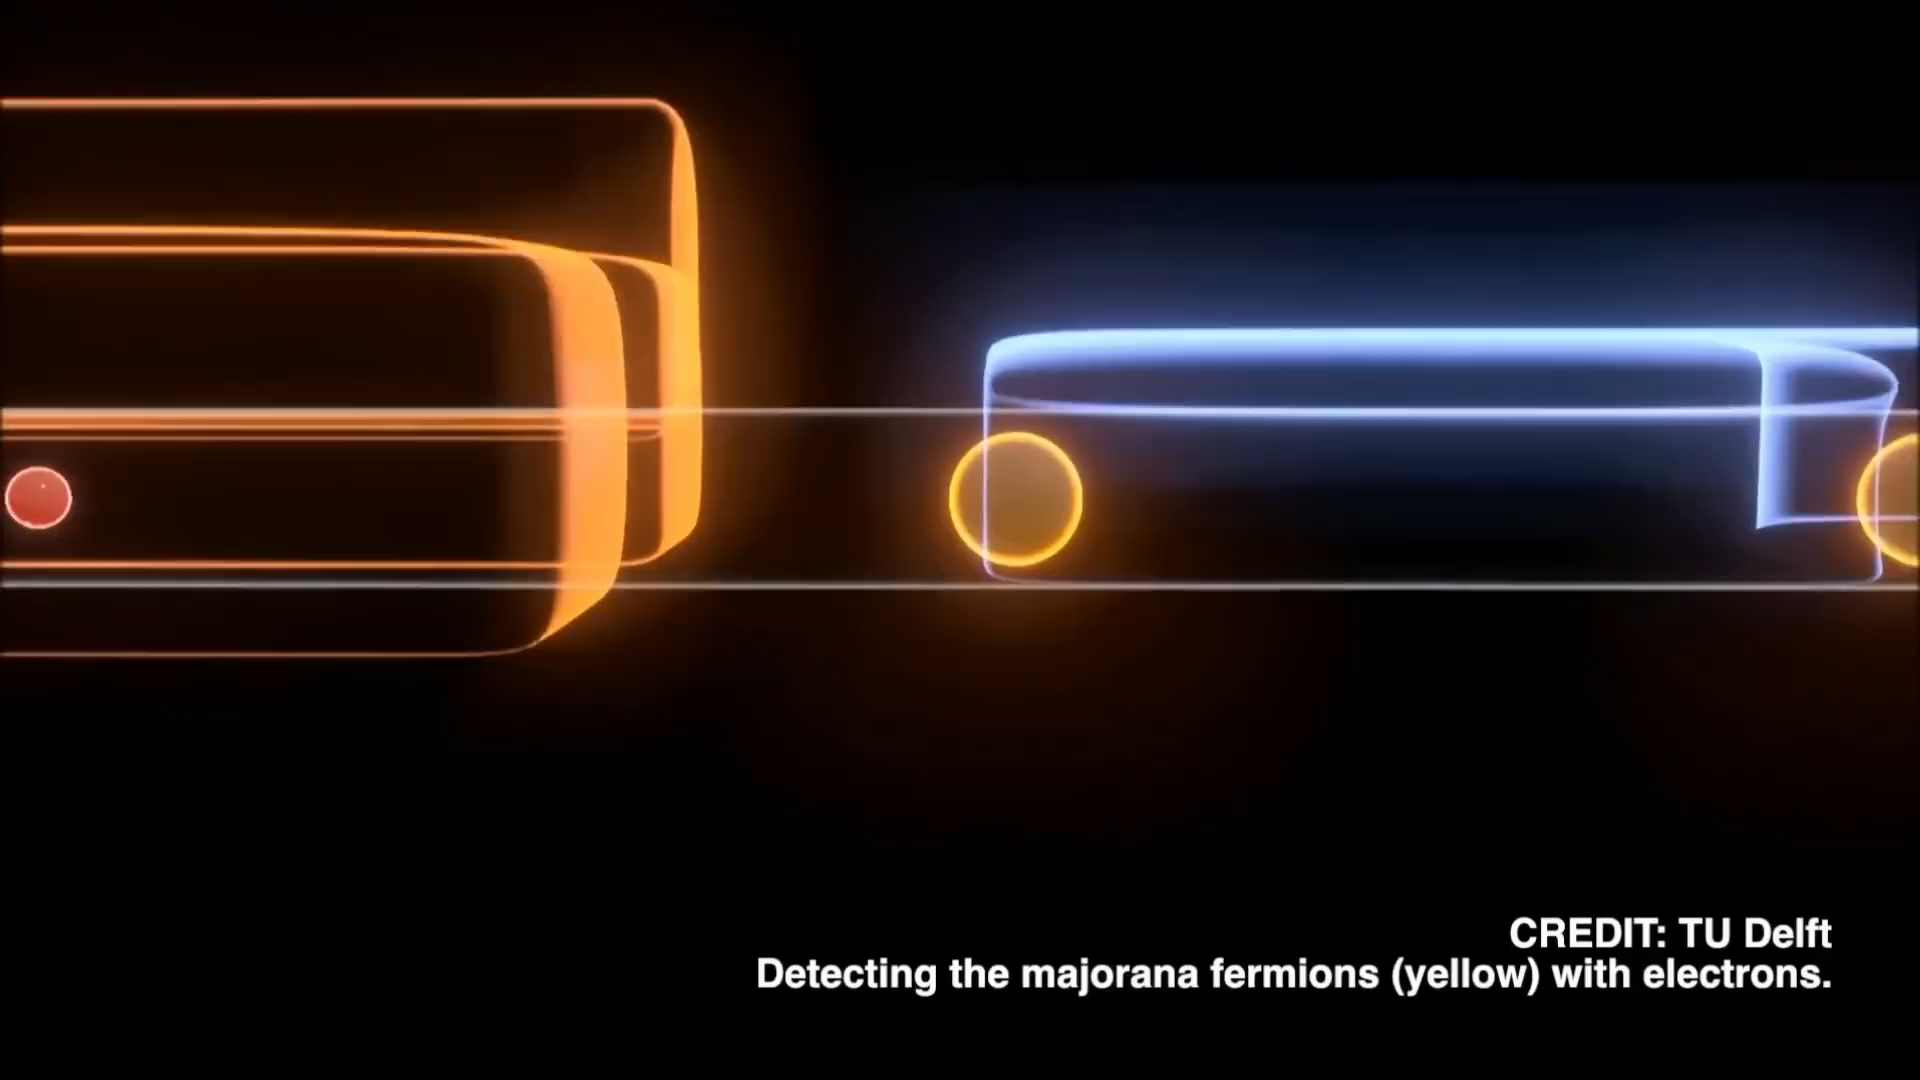 CREDIT: TU Delft
Detecting the majorana fermions (yellow) with electrons.